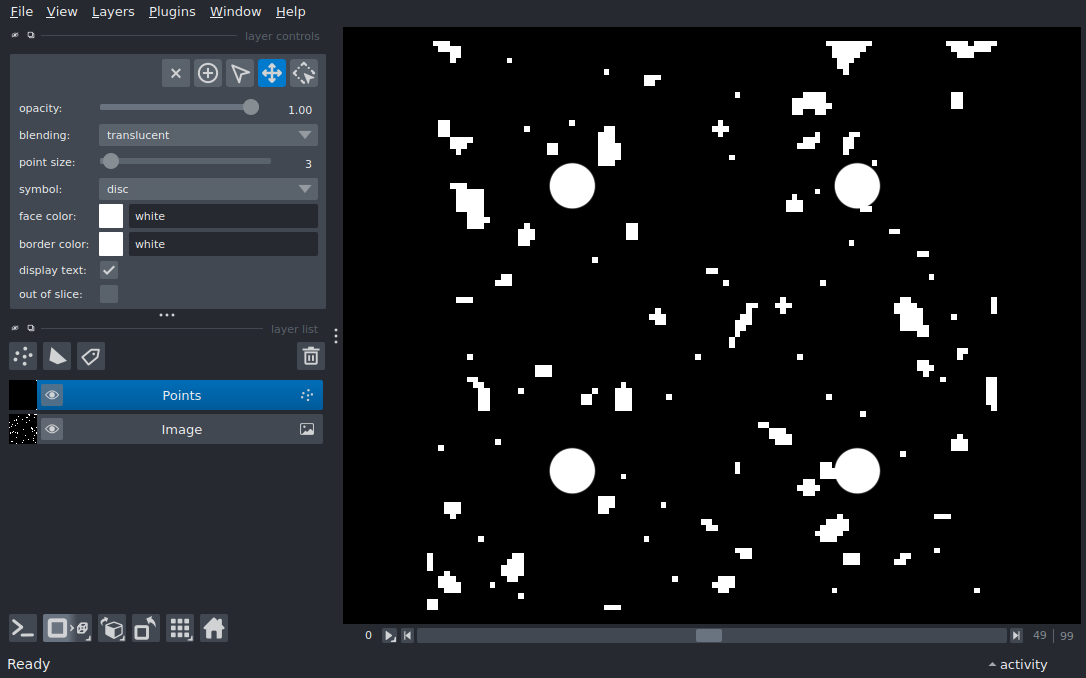 File View Layers Plugins Window Help
layer controls
opacity: 1.00
blending: translucent
point size: 3
symbol: disc
face color: white
border color: white
display text:
out of slice:
layer list
Points
Image
0 49 99
Ready activity